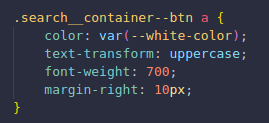 .search__container--btn a {
    color: var(--white-color);
    text-transform: uppercase;
    font-weight: 700;
    margin-right: 10px;
}